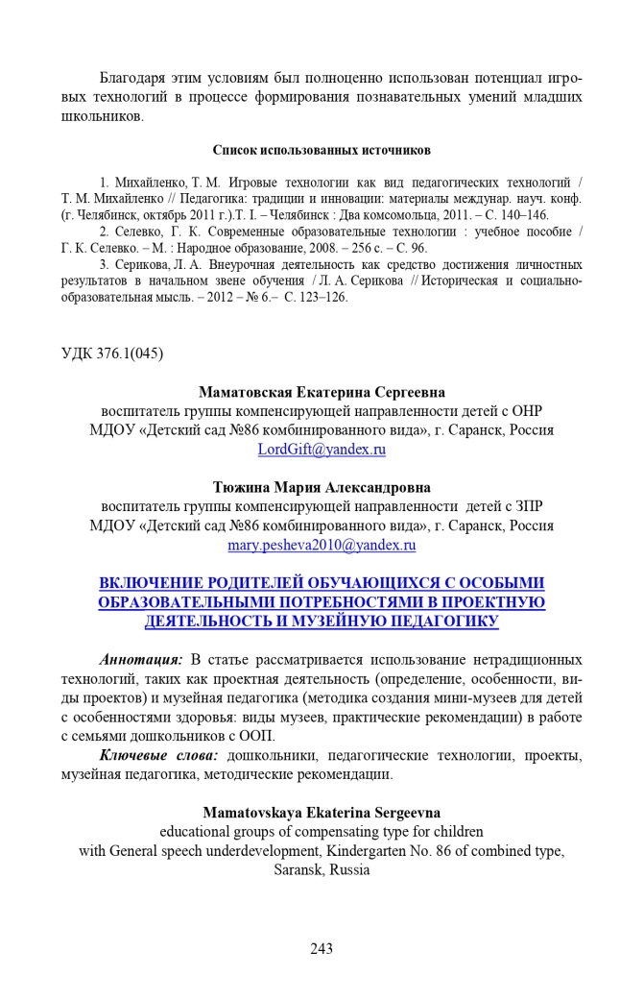 Благодаря этим условиям был полноценно использован потенциал игро-
вых технологий в процессе формирования познавательных умений младших
школьников.
Список использованных источников
1. Михайленко, Т. М. Игровые технологии как вид педагогических технологий /
Т. М. Михайленко // Педагогика: традиции и инновации: материалы междунар. науч. конф.
(г. Челябинск, октябрь 2011 г.).Т. I. – Челябинск : Два комсомольца, 2011. – С. 140–146.
2. Селевко, Г. К. Современные образовательные технологии : учебное пособие /
Г. К. Селевко. – М. : Народное образование, 2008. – 256 с. – С. 96.
3. Серикова, Л. А. Внеурочная деятельность как средство достижения личностных
результатов в начальном звене обучения / Л. А. Серикова // Историческая и социально-
образовательная мысль. – 2012 – № 6.– С. 123–126.
УДК 376.1(045)
Маматовская Екатерина Сергеевна
воспитатель группы компенсирующей направленности детей с ОНР
МДОУ «Детский сад №86 комбинированного вида», г. Саранск, Россия
LordGift@yandex.ru
Тюжина Мария Александровна
воспитатель группы компенсирующей направленности детей с ЗПР
МДОУ «Детский сад №86 комбинированного вида», г. Саранск, Россия
mary.pesheva2010@yandex.ru
ВКЛЮЧЕНИЕ РОДИТЕЛЕЙ ОБУЧАЮЩИХСЯ С ОСОБЫМИ
ОБРАЗОВАТЕЛЬНЫМИ ПОТРЕБНОСТЯМИ В ПРОЕКТНУЮ
ДЕЯТЕЛЬНОСТЬ И МУЗЕЙНУЮ ПЕДАГОГИКУ
Аннотация: В статье рассматривается использование нетрадиционных
технологий, таких как проектная деятельность (определение, особенности, ви-
ды проектов) и музейная педагогика (методика создания мини-музеев для детей
с особенностями здоровья: виды музеев, практические рекомендации) в работе
с семьями дошкольников с ООП.
Ключевые слова: дошкольники, педагогические технологии, проекты,
музейная педагогика, методические рекомендации.
Mamatovskaya Ekaterina Sergeevna
educational groups of compensating type for children
with General speech underdevelopment, Kindergarten No. 86 of combined type,
Saransk, Russia
243